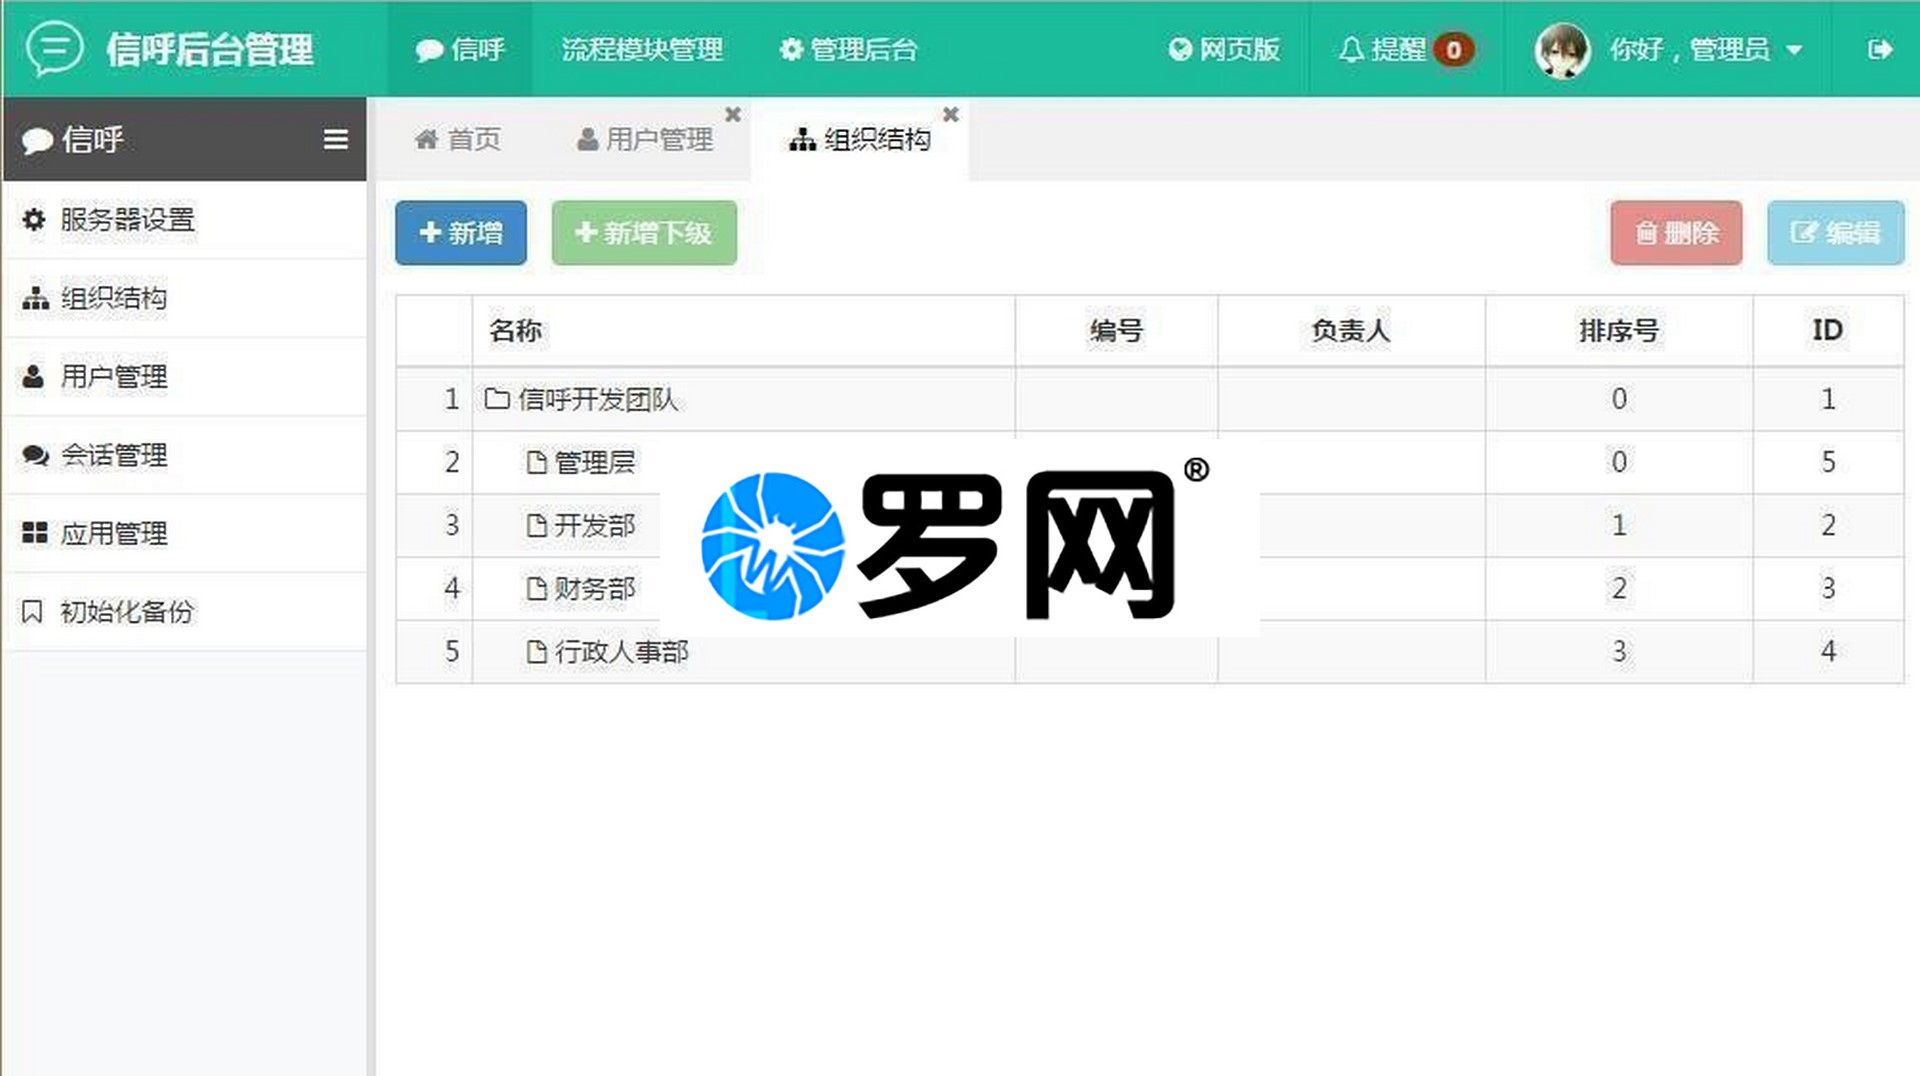 信呼后台管理 信呼 流程模块管理 管理后台 网页版 提醒 0 你好，管理员
信呼 首页 用户管理 组织结构
服务器设置
组织结构
用户管理
会话管理
应用管理
初始化备份
新增 新增下级 删除 编辑
名称 编号 负责人 排序号 ID
1 信呼开发团队 0 1
2 管理层 0 5
3 开发部 1 2
4 财务部 2 3
5 行政人事部 3 4
罗网®